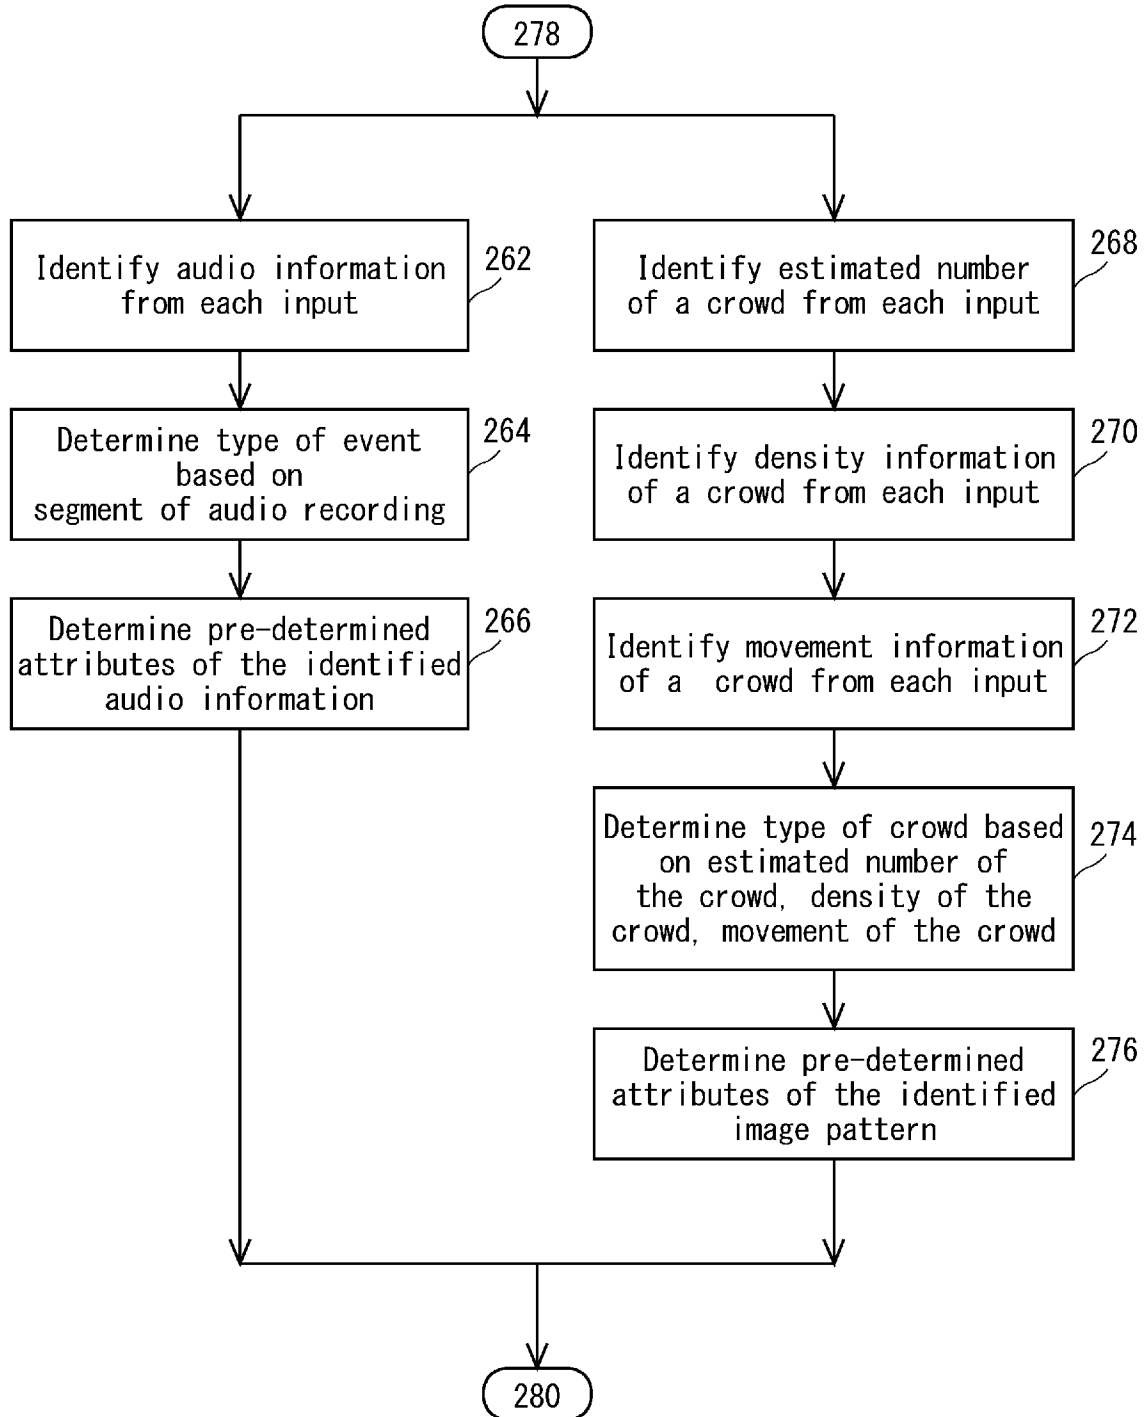 278
Identify audio information
from each input
262
Determine type of event
based on
segment of audio recording
264
Determine pre-determined
attributes of the identified
audio information
266
Identify estimated number
of a crowd from each input
268
Identify density information
of a crowd from each input
270
Identify movement information
of a crowd from each input
272
Determine type of crowd based
on estimated number of
the crowd, density of the
crowd, movement of the crowd
274
Determine pre-determined
attributes of the identified
image pattern
276
280